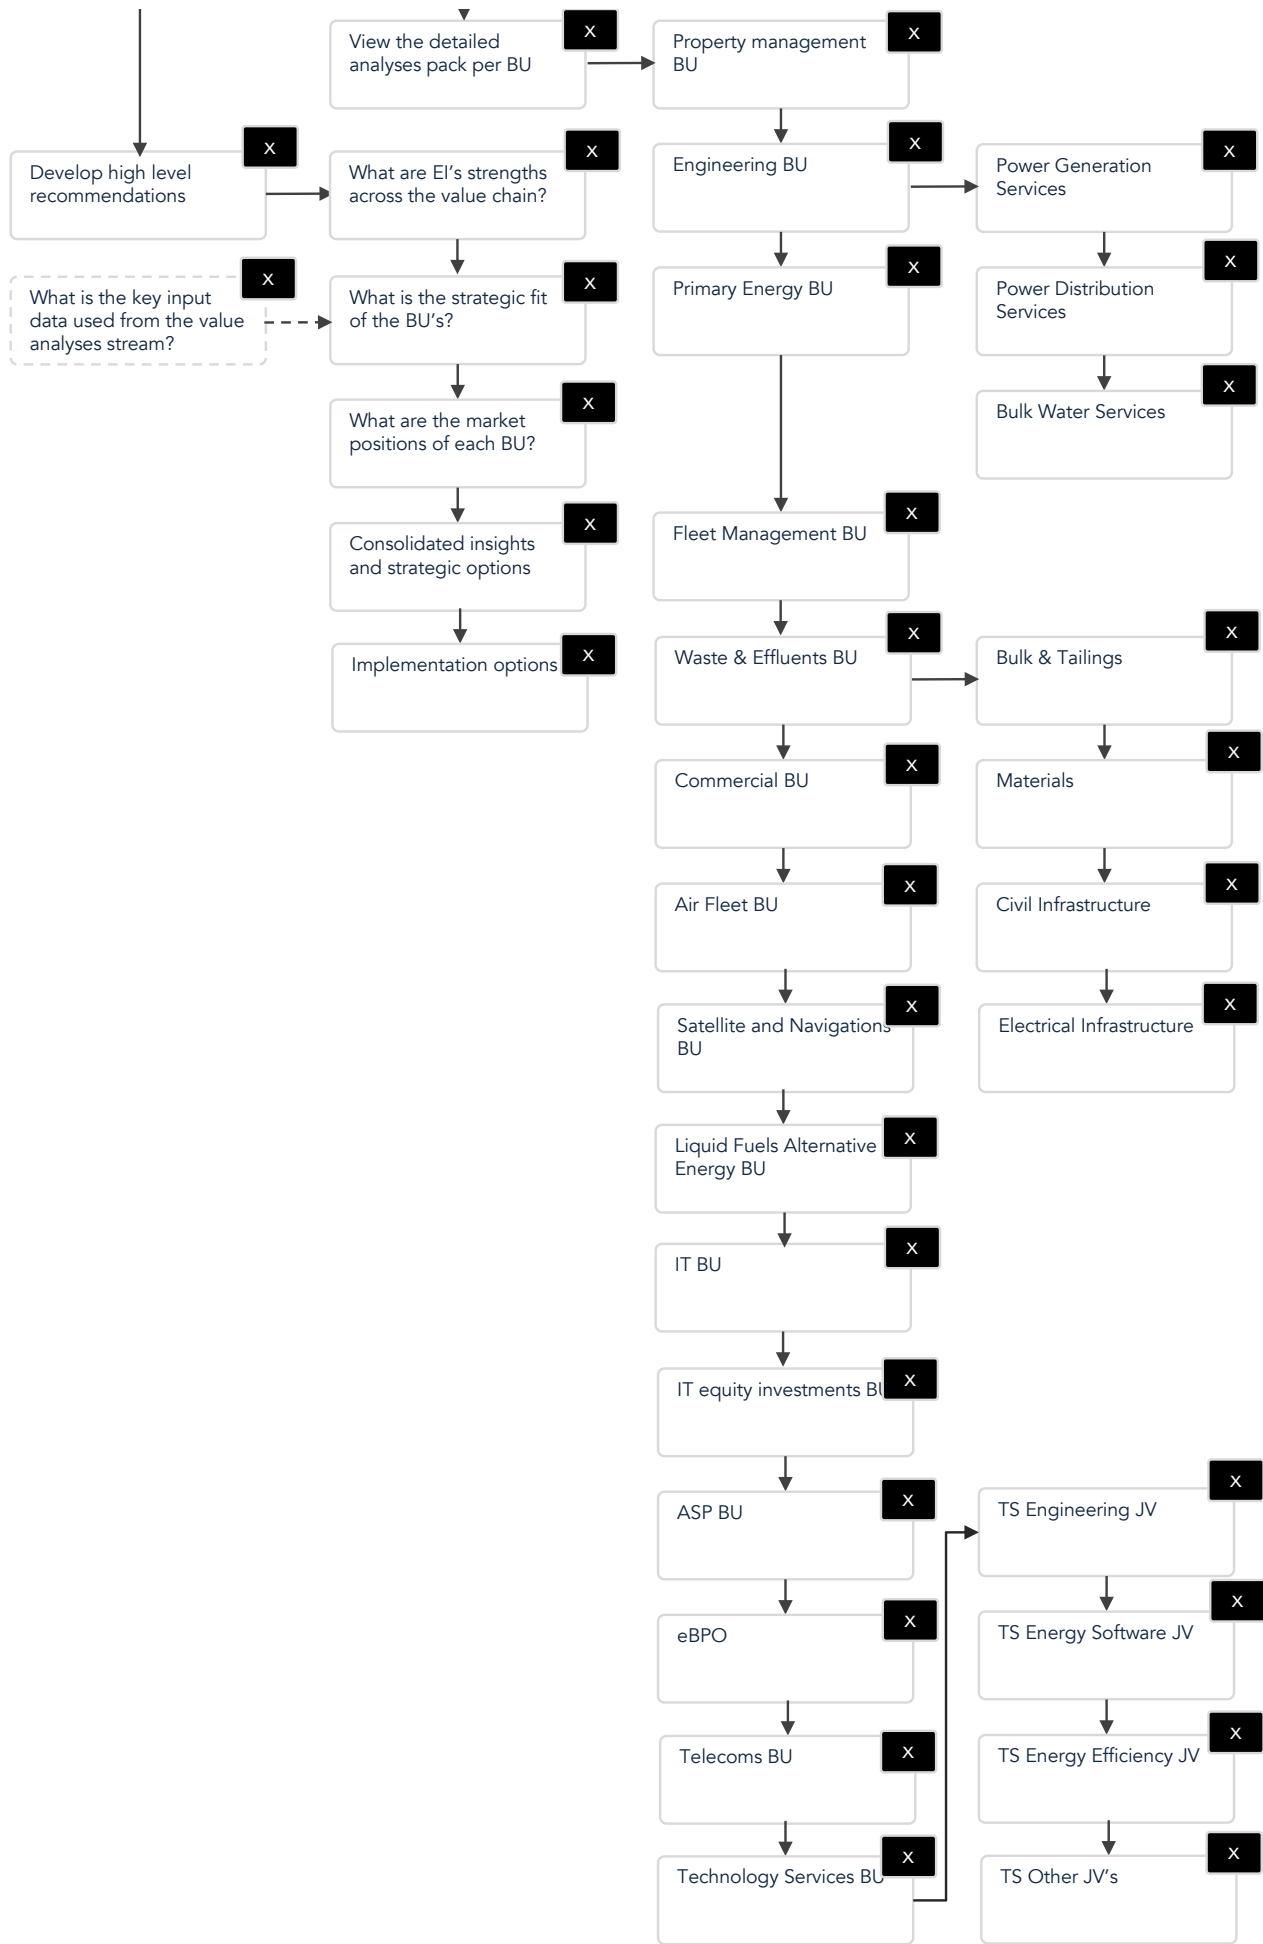 X
View the detailed
analyses pack per BU
X
Property management
BU
X
Develop high level
recommendations
X
What are EI's strengths
across the value chain?
X
Engineering BU
X
Power Generation
Services
X
What is the key input
data used from the value
analyses stream?
X
What is the strategic fit
of the BU's?
X
Primary Energy BU
X
Power Distribution
Services
X
What are the market
positions of each BU?
X
Bulk Water Services
X
Consolidated insights
and strategic options
X
Fleet Management BU
X
Implementation options
X
Waste & Effluents BU
X
Bulk & Tailings
X
Commercial BU
X
Materials
X
Air Fleet BU
X
Civil Infrastructure
X
Satellite and Navigations
BU
X
Electrical Infrastructure
X
Liquid Fuels Alternative
Energy BU
X
IT BU
X
IT equity investments BU
X
ASP BU
X
TS Engineering JV
X
eBPO
X
TS Energy Software JV
X
Telecoms BU
X
TS Energy Efficiency JV
X
Technology Services BU
X
TS Other JV's